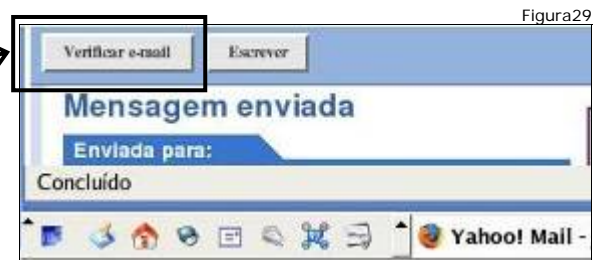 Figura29
Verificar e-mail Escrever
Mensagem enviada
Enviada para:
Concluído
Yahoo! Mail -